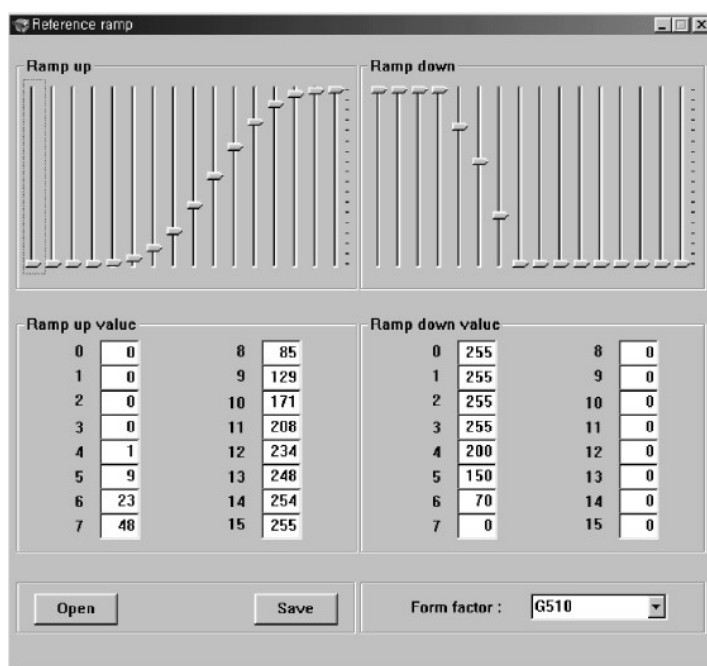 Reference ramp
Ramp up
Ramp down
Ramp up value
0 0 8 85
1 0 9 129
2 0 10 171
3 0 11 208
4 1 12 234
5 9 13 248
6 23 14 254
7 48 15 255
Ramp down value
0 255 8 0
1 255 9 0
2 255 10 0
3 255 11 0
4 200 12 0
5 150 13 0
6 70 14 0
7 0 15 0
Open
Save
Form factor : G510